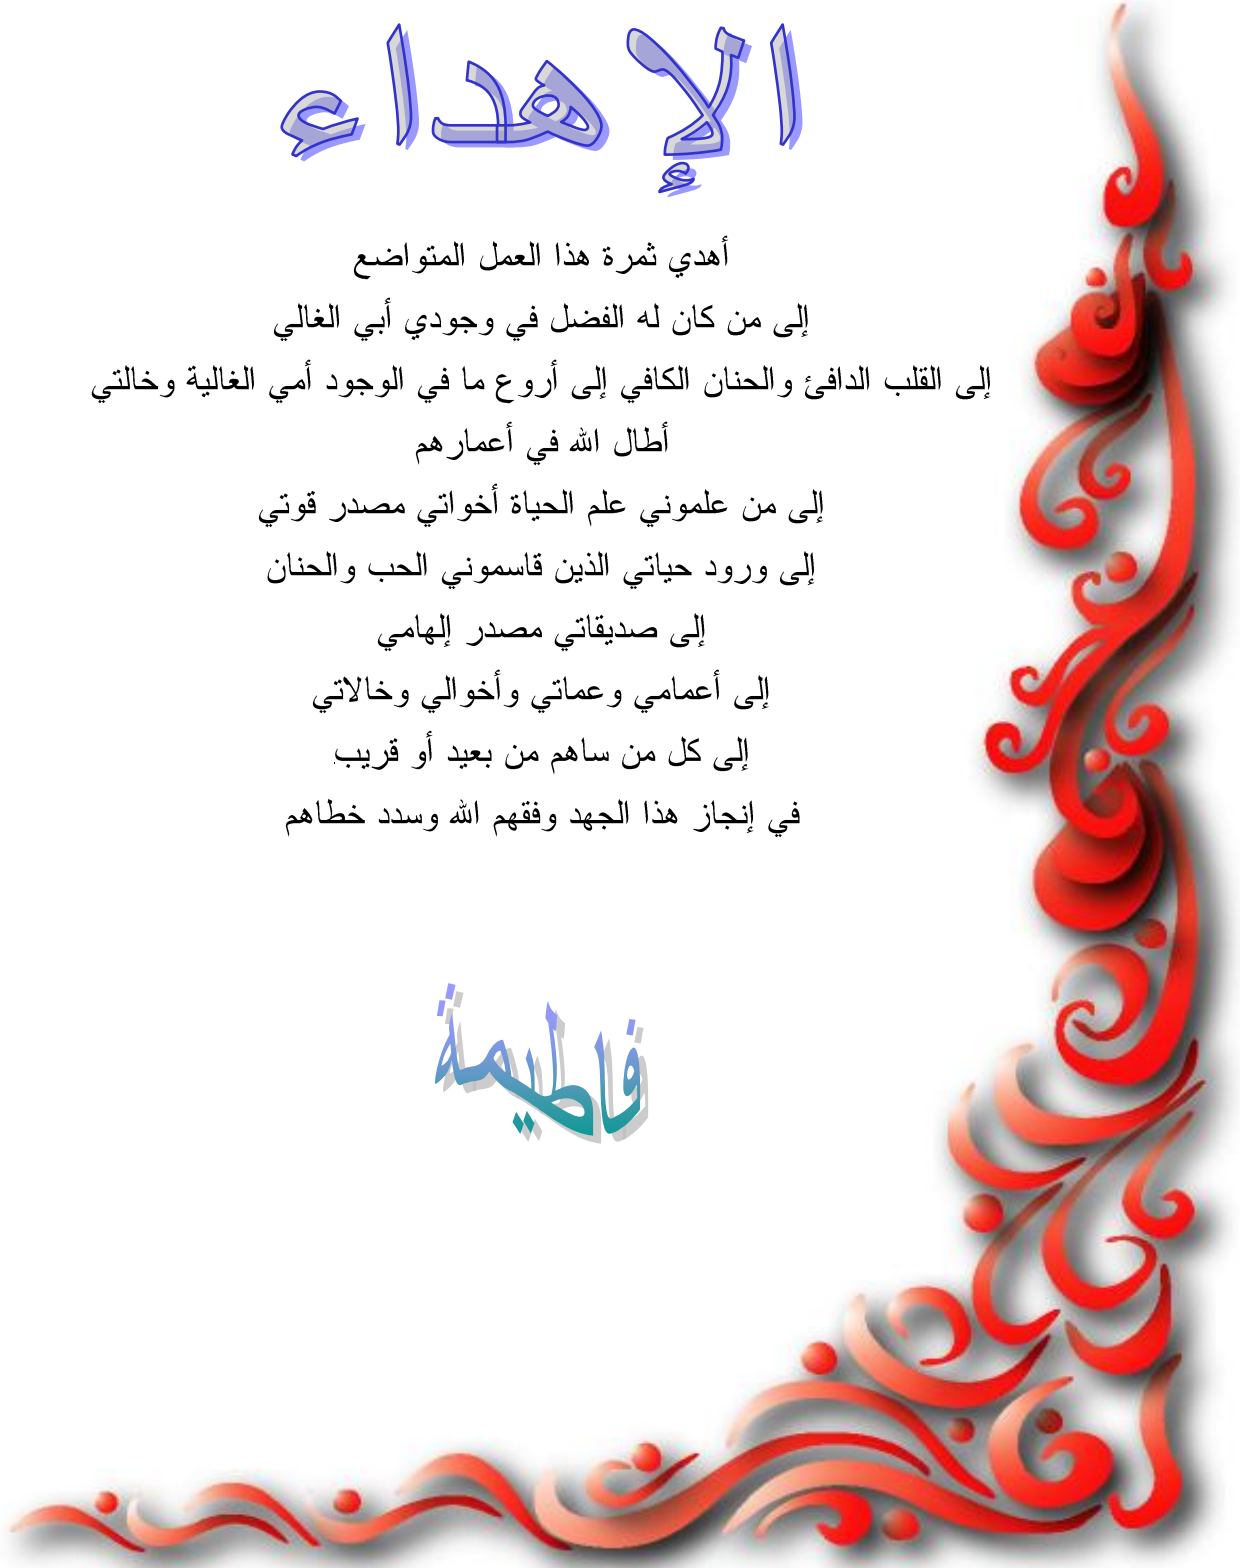 الإهداء
أهدي ثمرة هذا العمل المتواضع
إلى من كان له الفضل في وجودي أبي الغالي
إلى القلب الدافئ والحنان الكافي إلى أروع ما في الوجود أمي الغالية وخالتي
أطال الله في أعمارهم
إلى من علموني علم الحياة أخواتي مصدر قوتي
إلى ورود حياتي الذين قاسموني الحب والحنان
إلى صديقاتي مصدر إلهامي
إلى أعمامي وعماتي وأخوالي وخالاتي
إلى كل من ساهم من بعيد أو قريب
في إنجاز هذا الجهد وفقهم الله وسدد خطاهم
فاطيمة